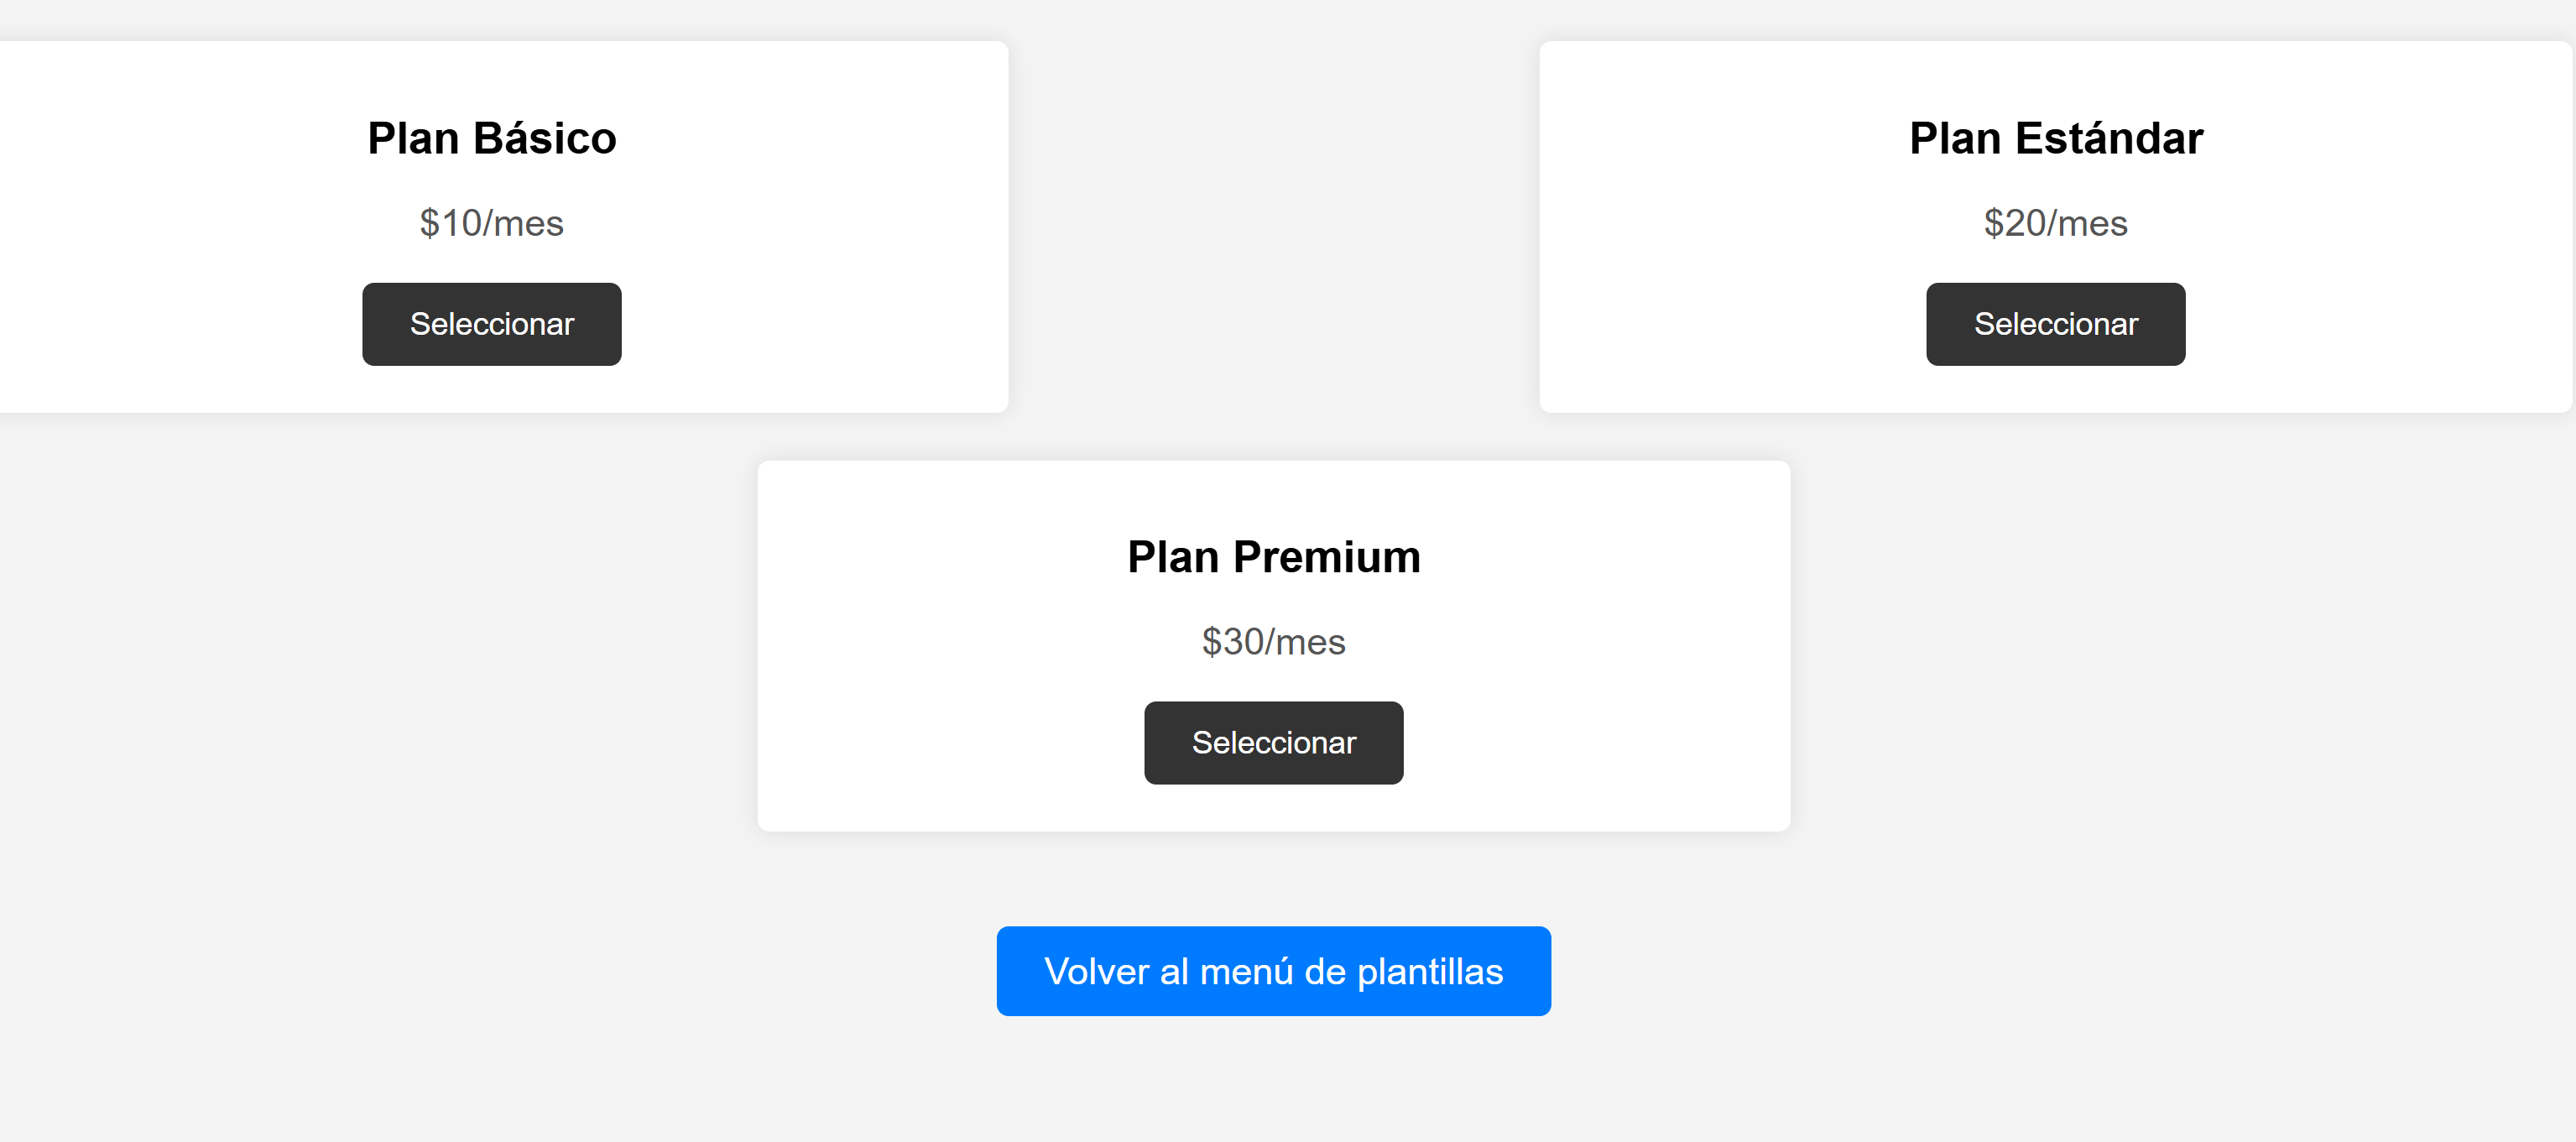 Plan Básico
$10/mes
Seleccionar
Plan Estándar
$20/mes
Seleccionar
Plan Premium
$30/mes
Seleccionar
Volver al menú de plantillas